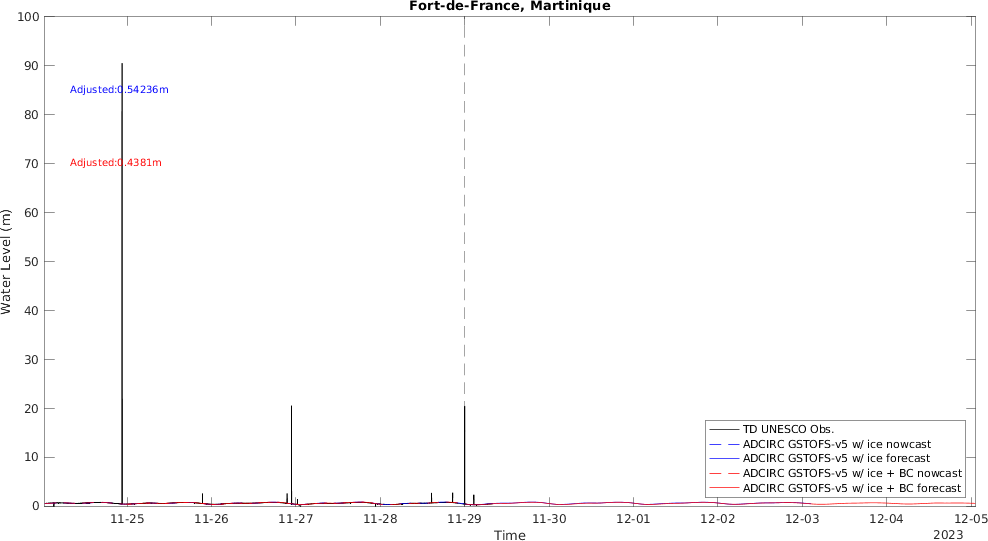 Fort-de-France, Martinique
100
90
80
70
60
50
40
30
20
10
0
Water Level (m)
Adjusted:0.54236m
Adjusted:0.4381m
TD UNESCO Obs.
ADCIRC GSTOFS-v5 w/ ice nowcast
ADCIRC GSTOFS-v5 w/ ice forecast
ADCIRC GSTOFS-v5 w/ ice + BC nowcast
ADCIRC GSTOFS-v5 w/ ice + BC forecast
11-25 11-26 11-27 11-28 11-29 11-30 12-01 12-02 12-03 12-04 12-05
Time
2023